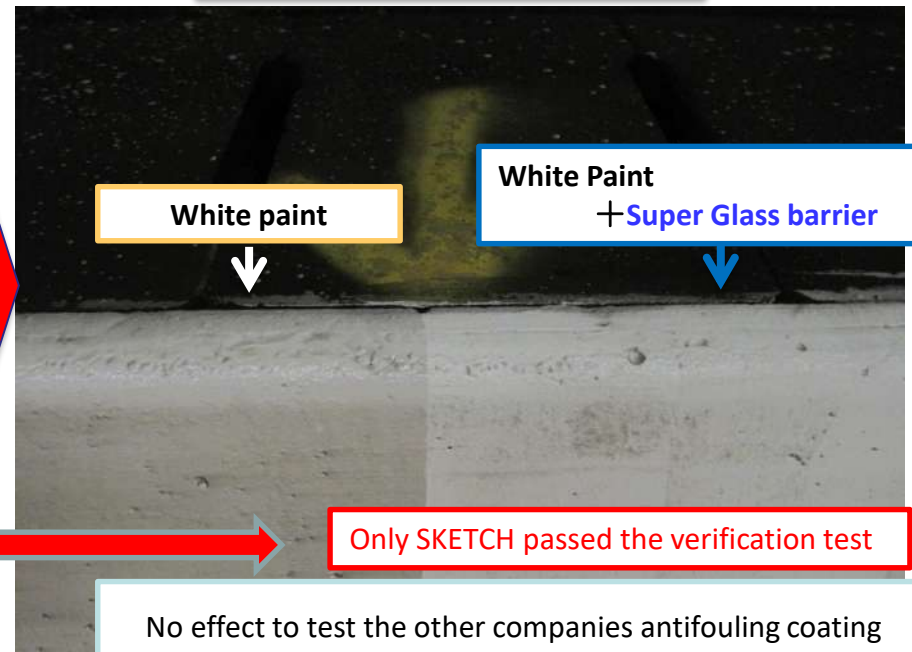 White paint
White Paint
＋Super Glass barrier
Only SKETCH passed the verification test
No effect to test the other companies antifouling coating